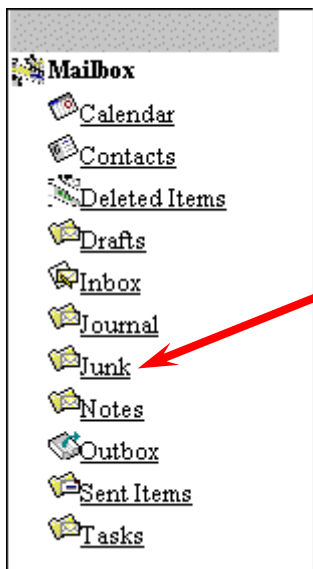 Mailbox
Calendar
Contacts
Deleted Items
Drafts
Inbox
Journal
Junk
Notes
Outbox
Sent Items
Tasks